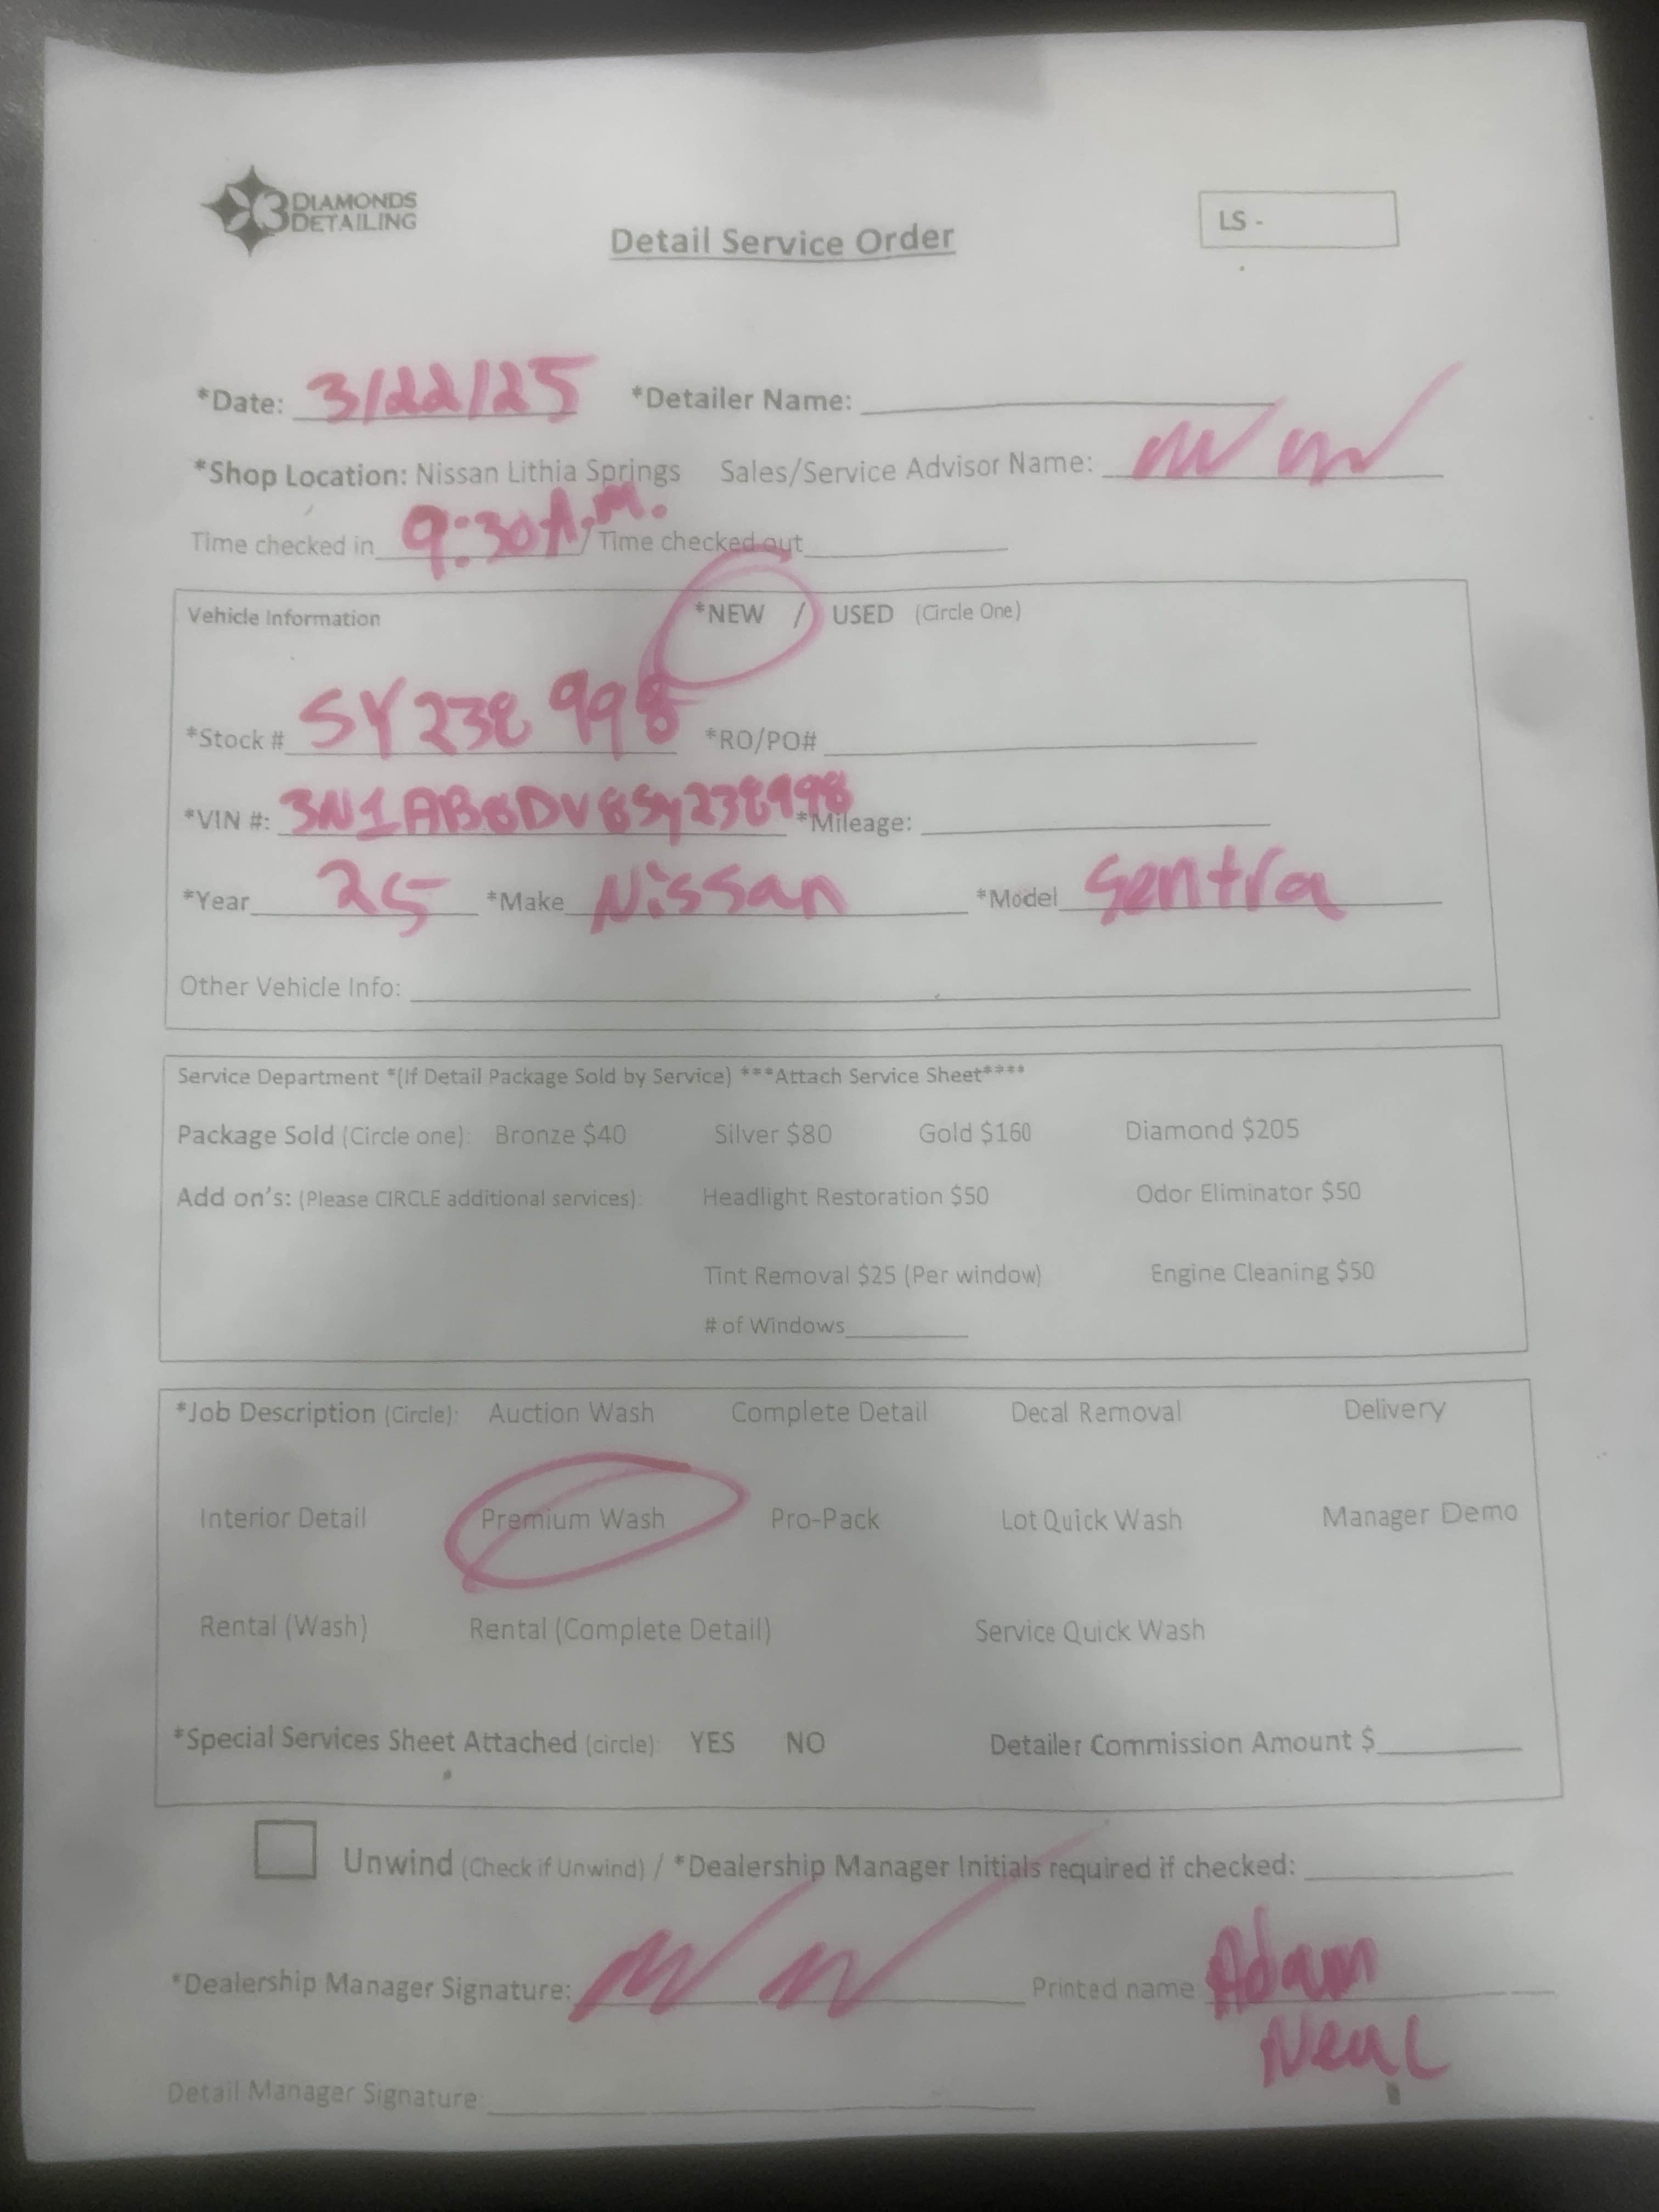 3 DIAMONDS
DETAILING
Detail Service Order
LS -
*Date: 3/22/25 *Detailer Name:
*Shop Location: Nissan Lithia Springs Sales/Service Advisor Name:
Time checked in 9:30 A.M. / Time checked out
Vehicle Information *NEW / USED (Circle One)
*Stock # SY238998 *RO/PO#
*VIN #: 3N1AB8DV8SY238998 *Mileage:
*Year 25 *Make Nissan *Model Sentra
Other Vehicle Info:
Service Department *(If Detail Package Sold by Service) ***Attach Service Sheet****
Package Sold (Circle one): Bronze $40 Silver $80 Gold $160 Diamond $205
Add on's: (Please CIRCLE additional services): Headlight Restoration $50 Odor Eliminator $50
Tint Removal $25 (Per window) Engine Cleaning $50
# of Windows
*Job Description (Circle): Auction Wash Complete Detail Decal Removal Delivery
Interior Detail Premium Wash Pro-Pack Lot Quick Wash Manager Demo
Rental (Wash) Rental (Complete Detail) Service Quick Wash
*Special Services Sheet Attached (circle): YES NO Detailer Commission Amount $
Unwind (Check if Unwind) / *Dealership Manager Initials required if checked:
*Dealership Manager Signature: Printed name Adam
Neal
Detail Manager Signature: